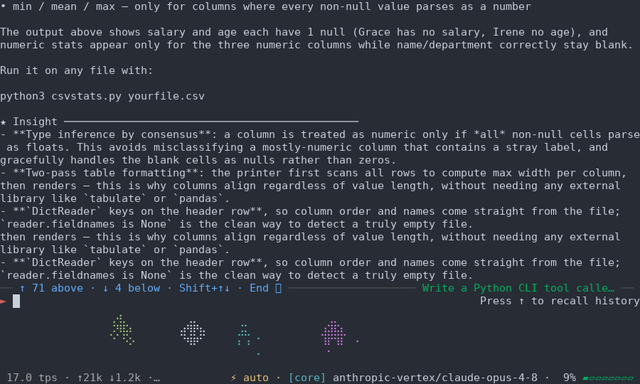 • min / mean / max — only for columns where every non-null value parses as a number
The output above shows salary and age each have 1 null (Grace has no salary, Irene no age), and
numeric stats appear only for the three numeric columns while name/department correctly stay blank.
Run it on any file with:
python3 csvstats.py yourfile.csv
★ Insight
- **Type inference by consensus**: a column is treated as numeric only if *all* non-null cells parse
as floats. This avoids misclassifying a mostly-numeric column that contains a stray label, and
gracefully handles the blank cells as nulls rather than zeros.
- **Two-pass table formatting**: the printer first scans all rows to compute max width per column,
then renders — this is why columns align regardless of value length, without needing any external
library like `tabulate` or `pandas`.
- **`DictReader` keys on the header row**, so column order and names come straight from the file;
`reader.fieldnames is None` is the clean way to detect a truly empty file.
then renders — this is why columns align regardless of value length, without needing any external
library like `tabulate` or `pandas`.
- **`DictReader` keys on the header row**, so column order and names come straight from the file;
`reader.fieldnames is None` is the clean way to detect a truly empty file.
↑ 71 above · ↓ 4 below · Shift+↑↓ · End Write a Python CLI tool calle…
Press ↑ to recall history
17.0 tps · ↑21k ↓1.2k ·… ⚡ auto · [core] anthropic-vertex/claude-opus-4-8 · 9%